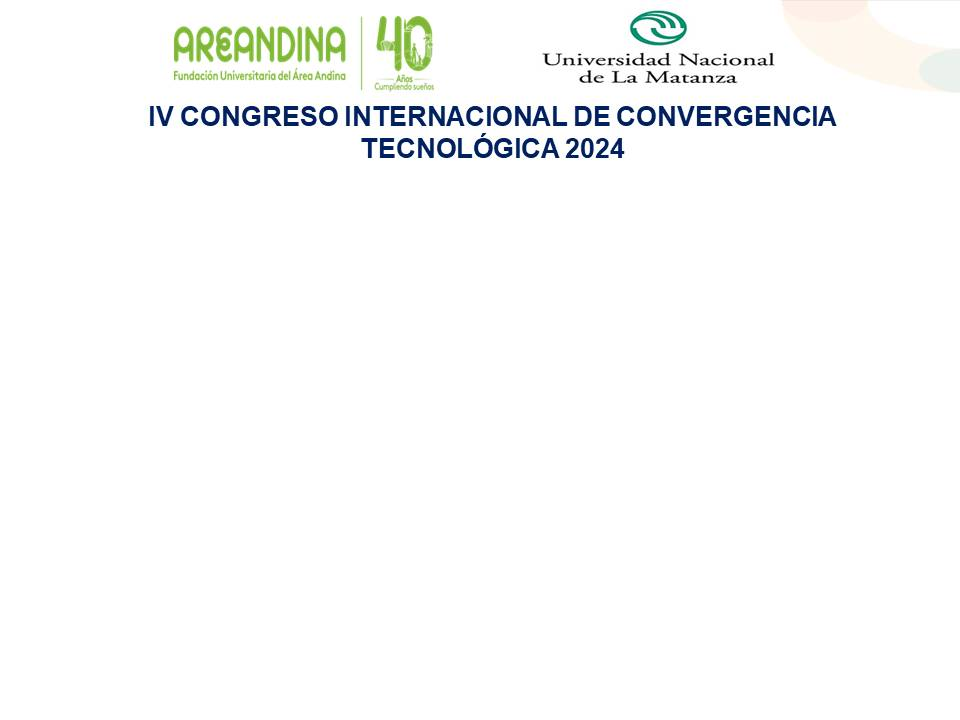 AREANDINA
Fundación Universitaria del Área Andina
40
Años
Cumpliendo sueños
Universidad Nacional
de La Matanza
IV CONGRESO INTERNACIONAL DE CONVERGENCIA
TECNOLÓGICA 2024